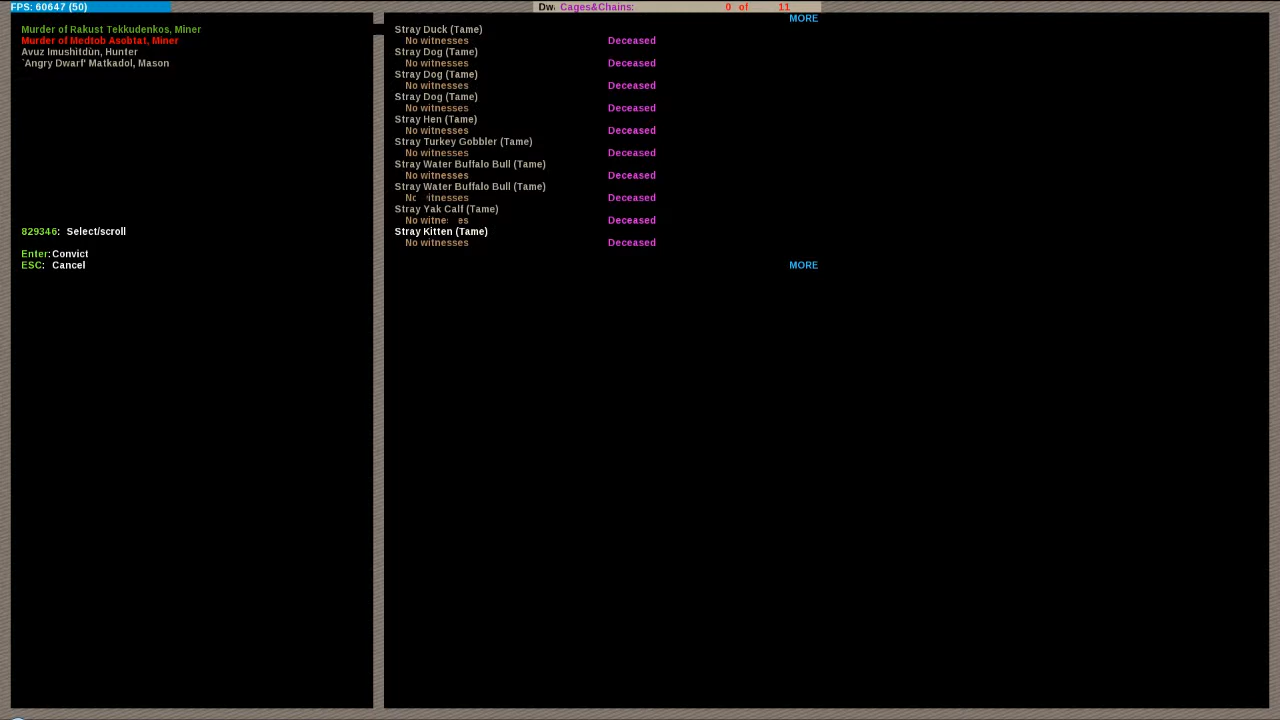 FPS: 60647 (50)
Cages&Chains: 0 of 11
MORE
Murder of Rakust Tekkudenkos, Miner
Murder of Medtob Asobtat, Miner
Avuz Imushitdûn, Hunter
`Angry Dwarf' Matkadol, Mason
829346: Select/scroll
Enter:Convict
ESC: Cancel
Stray Duck (Tame)
No witnesses Deceased
Stray Dog (Tame)
No witnesses Deceased
Stray Dog (Tame)
No witnesses Deceased
Stray Dog (Tame)
No witnesses Deceased
Stray Hen (Tame)
No witnesses Deceased
Stray Turkey Gobbler (Tame)
No witnesses Deceased
Stray Water Buffalo Bull (Tame)
No witnesses Deceased
Stray Water Buffalo Bull (Tame)
No itnesses Deceased
Stray Yak Calf (Tame)
No witne es Deceased
Stray Kitten (Tame)
No witnesses Deceased
MORE